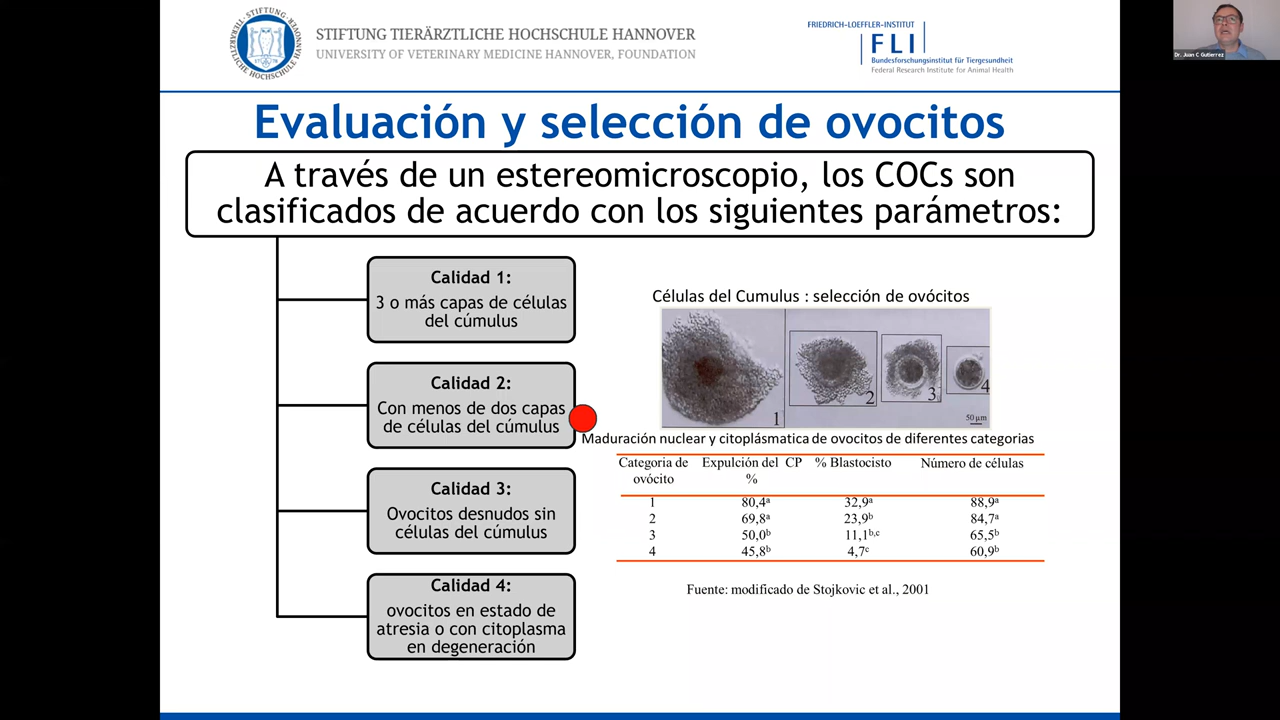 STIFTUNG TIERÄRZTLICHE HOCHSCHULE HANNOVER
UNIVERSITY OF VETERINARY MEDICINE HANNOVER, FOUNDATION
FRIEDRICH-LOEFFLER-INSTITUT
FLI
Bundesforschungsinstitut für Tiergesundheit
Federal Research Institute for Animal Health
Dr. Juan C Gutierrez
Evaluación y selección de ovocitos
A través de un estereomicroscopio, los COCs son
clasificados de acuerdo con los siguientes parámetros:
Calidad 1:
3 o más capas de células
del cúmulus
Calidad 2:
Con menos de dos capas
de células del cúmulus
Calidad 3:
Ovocitos desnudos sin
células del cúmulus
Calidad 4:
ovocitos en estado de
atresia o con citoplasma
en degeneración
Células del Cumulus : selección de ovócitos
1 2 3 4
50 µm
Maduración nuclear y citoplásmatica de ovocitos de diferentes categorias
Categoria de ovócito Expulción del CP % % Blastocisto Número de células
1 80,4ᵃ 32,9ᵃ 88,9ᵃ
2 69,8ᵃ 23,9ᵇ 84,7ᵃ
3 50,0ᵇ 11,1ᵇ,ᶜ 65,5ᵇ
4 45,8ᵇ 4,7ᶜ 60,9ᵇ
Fuente: modificado de Stojkovic et al., 2001